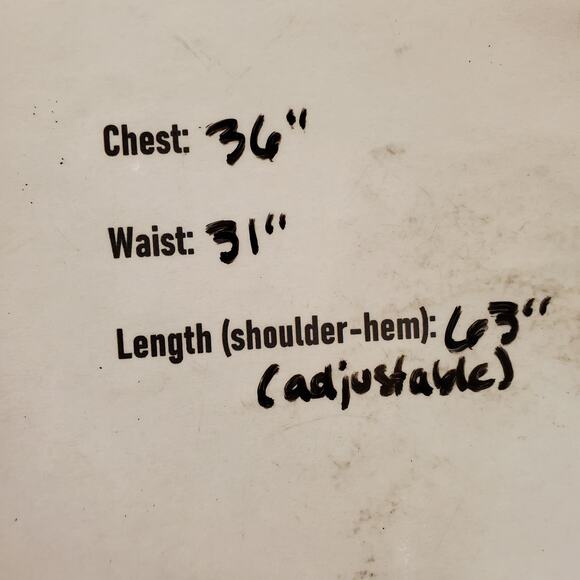 Chest: 36"
Waist: 31"
Length (shoulder-hem): 63"
(adjustable)